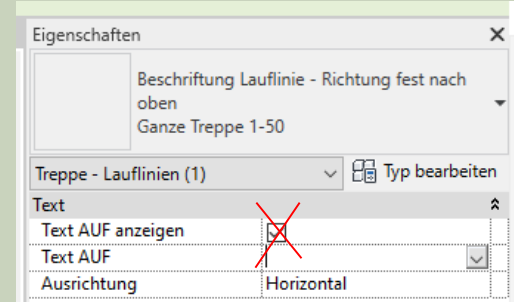 Eigenschaften
Beschriftung Lauflinie - Richtung fest nach
oben
Ganze Treppe 1-50
Treppe - Lauflinien (1)
Typ bearbeiten
Text
Text AUF anzeigen
Text AUF
Ausrichtung Horizontal